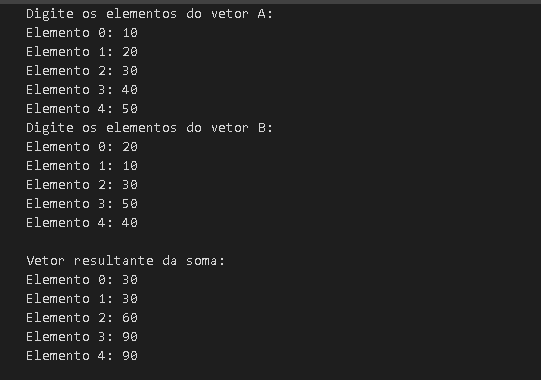 Digite os elementos do vetor A:
Elemento 0: 10
Elemento 1: 20
Elemento 2: 30
Elemento 3: 40
Elemento 4: 50
Digite os elementos do vetor B:
Elemento 0: 20
Elemento 1: 10
Elemento 2: 30
Elemento 3: 50
Elemento 4: 40
Vetor resultante da soma:
Elemento 0: 30
Elemento 1: 30
Elemento 2: 60
Elemento 3: 90
Elemento 4: 90